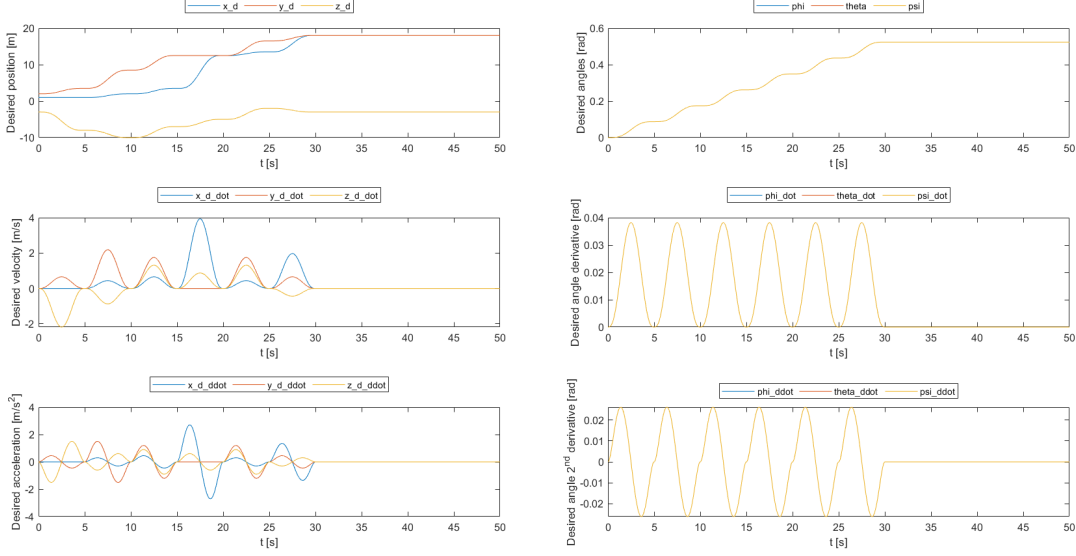 x_d y_d z_d
Desired position [m]
20
10
0
-10
0 5 10 15 20 25 30 35 40 45 50
t [s]
phi theta psi
Desired angles [rad]
0.6
0.4
0.2
0
0 5 10 15 20 25 30 35 40 45 50
t [s]
x_d_dot y_d_dot z_d_dot
Desired velocity [m/s]
4
2
0
-2
0 5 10 15 20 25 30 35 40 45 50
t [s]
phi_dot theta_dot psi_dot
Desired angle derivative [rad]
0.04
0.03
0.02
0.01
0
0 5 10 15 20 25 30 35 40 45 50
t [s]
x_d_ddot y_d_ddot z_d_ddot
Desired acceleration [m/s²]
4
2
0
-2
-4
0 5 10 15 20 25 30 35 40 45 50
t [s]
phi_ddot theta_ddot psi_ddot
Desired angle 2ⁿᵈ derivative [rad]
0.02
0.01
0
-0.01
-0.02
0 5 10 15 20 25 30 35 40 45 50
t [s]